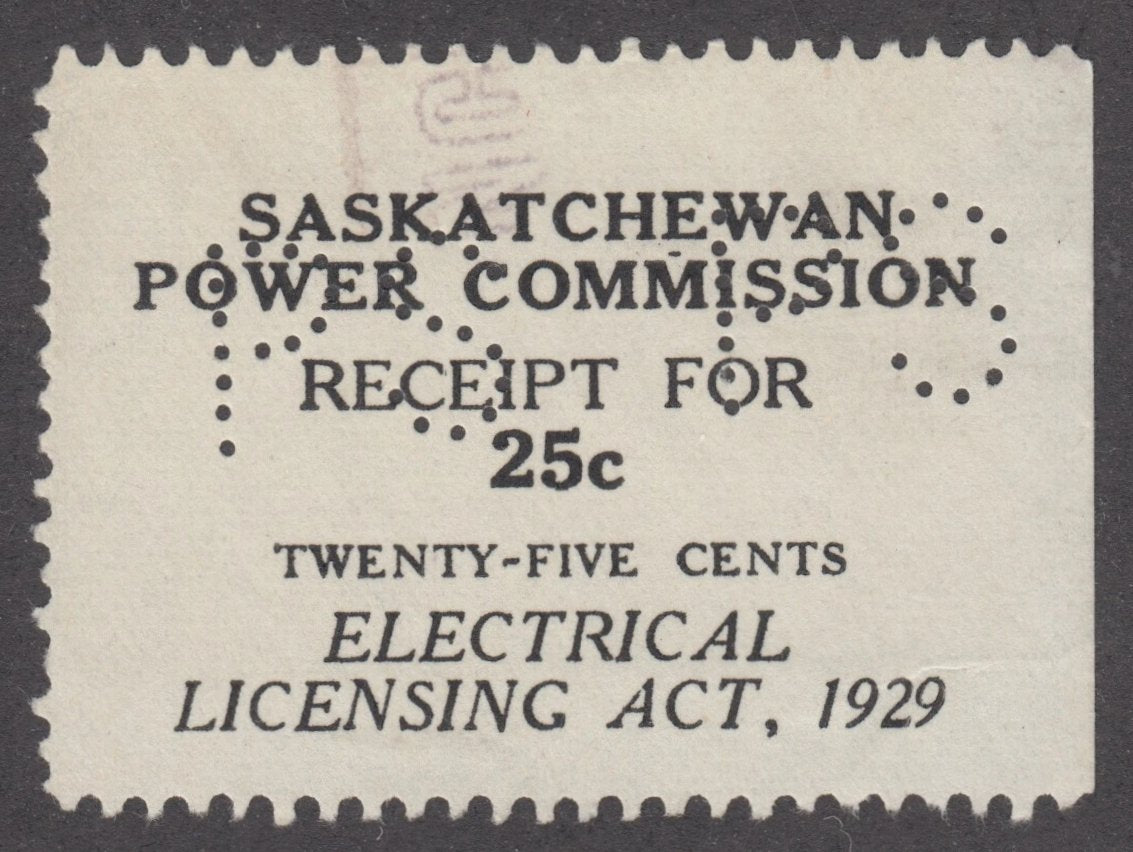 SASKATCHEWAN
POWER COMMISSION
RECEIPT FOR
25c
TWENTY-FIVE CENTS
ELECTRICAL
LICENSING ACT, 1929